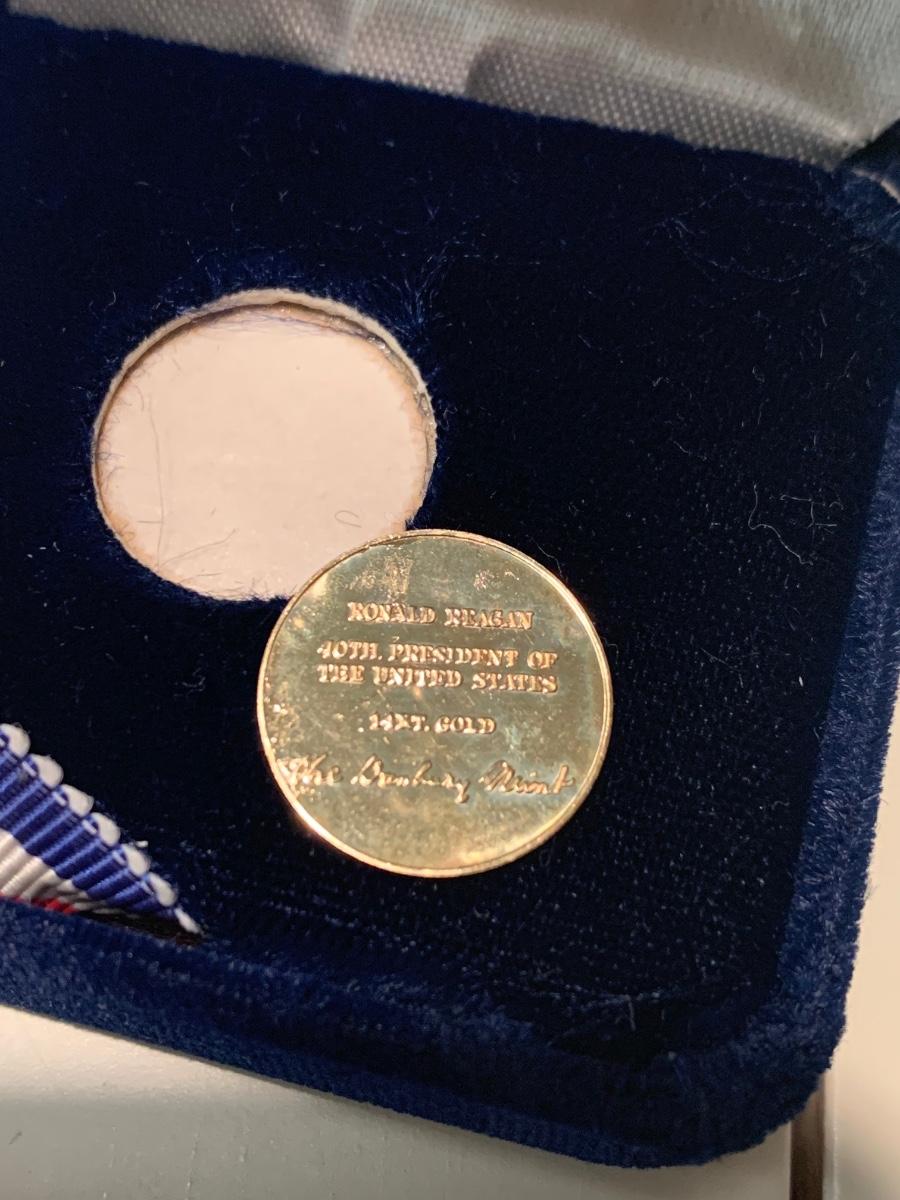 RONALD REAGAN
40TH. PRESIDENT OF
THE UNITED STATES
14KT. GOLD
The Danbury Mint